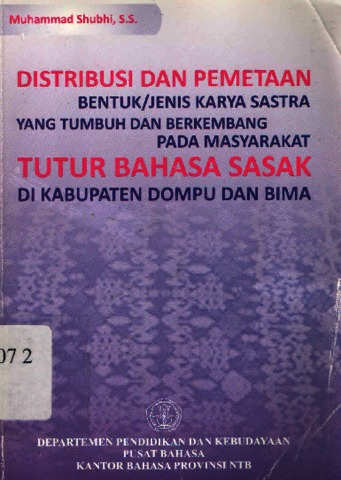 Muhammad Shubhi, S.S.
DISTRIBUSI DAN PEMETAAN
BENTUK/JENIS KARYA SASTRA
YANG TUMBUH DAN BERKEMBANG
PADA MASYARAKAT
TUTUR BAHASA SASAK
DI KABUPATEN DOMPU DAN BIMA
07 2
DEPARTEMEN PENDIDIKAN DAN KEBUDAYAAN
PUSAT BAHASA
KANTOR BAHASA PROVINSI NTB